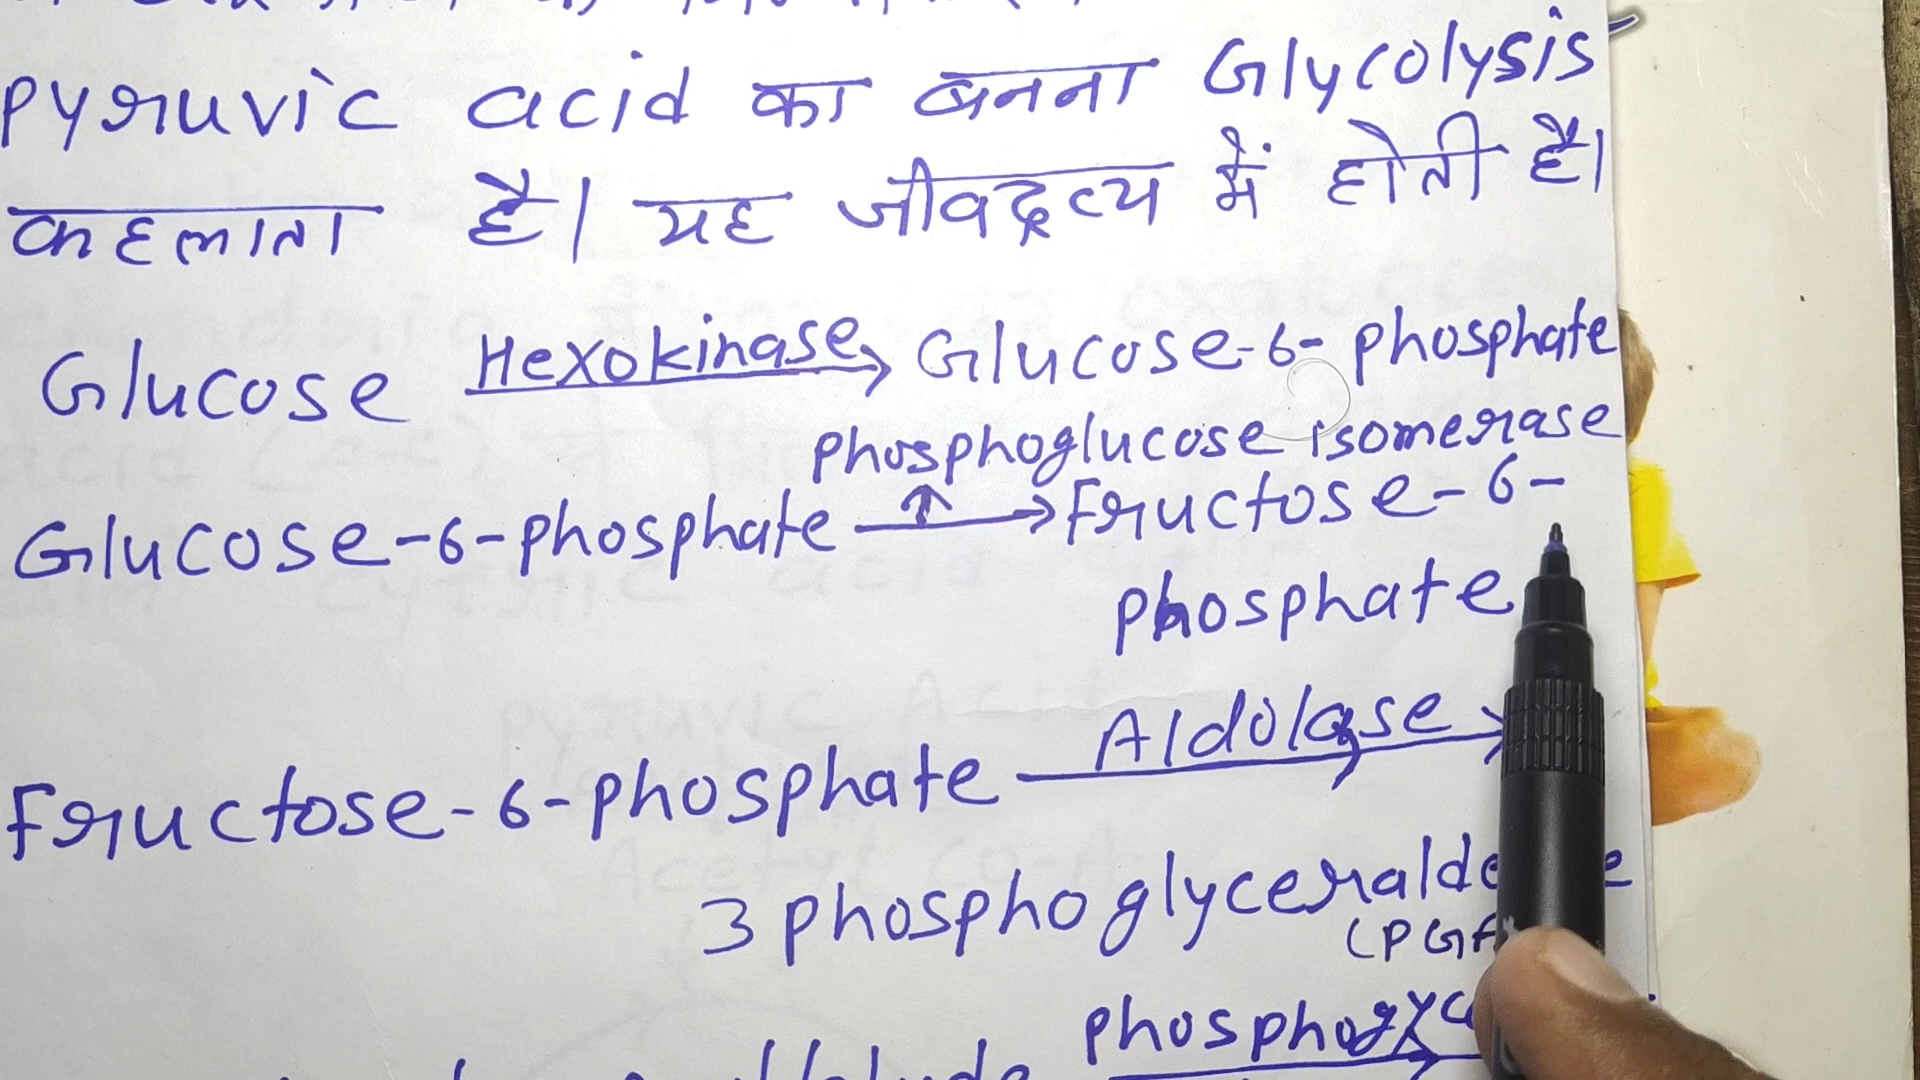 Pyruvic acid का बनना Glycolysis
कहलाता है। यह जीवद्रव्य में होती है।
Glucose Hexokinase Glucose-6-phosphate
phosphoglucose isomerase
Glucose-6-phosphate → Fructose-6-
phosphate
Fructose-6-phosphate Aldolase
3 phosphoglycerald
(PGA